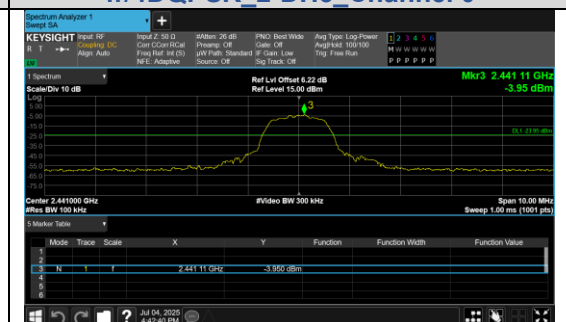 Spectrum Analyzer 1
Swept SA
+
KEYSIGHT Input: RF Input Z: 50 Ω #Atten: 26 dB PNO: Best Wide Avg Type: Log-Power 1 2 3 4 5 6
R T Coupling: DC Corr CCorr RCal Preamp: Off Gate: Off Avg|Hold: 100/100 M W W W W W
Align: Auto Freq Ref: Int (S) µW Path: Standard IF Gain: Low Trig: Free Run P P P P P P
NFE: Adaptive Source: Off Sig Track: Off
1 Spectrum Ref Lvl Offset 6.22 dB Mkr3 2.441 11 GHz
Scale/Div 10 dB Ref Level 15.00 dBm -3.95 dBm
Log
5.00
3
-5.00
-15.0
DL1 -23.95 dBm
-25.0
-35.0
-45.0
-55.0
-65.0
-75.0
Center 2.441000 GHz #Video BW 300 kHz Span 10.00 MHz
#Res BW 100 kHz Sweep 1.00 ms (1001 pts)
5 Marker Table
Mode Trace Scale X Y Function Function Width Function Value
1
2
3 N 1 f 2.441 11 GHz -3.950 dBm
4
5
6
? Jul 04, 2025
4:42:40 PM